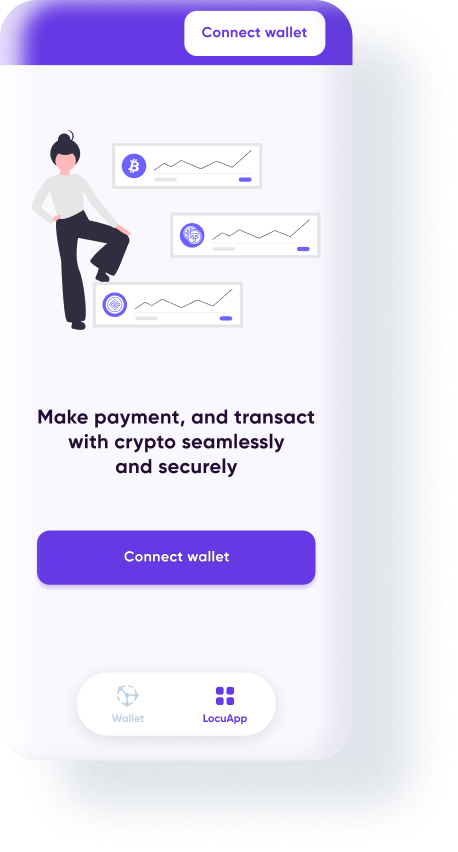 Connect wallet
Make payment, and transact
with crypto seamlessly
and securely
Connect wallet
Wallet
LocuApp